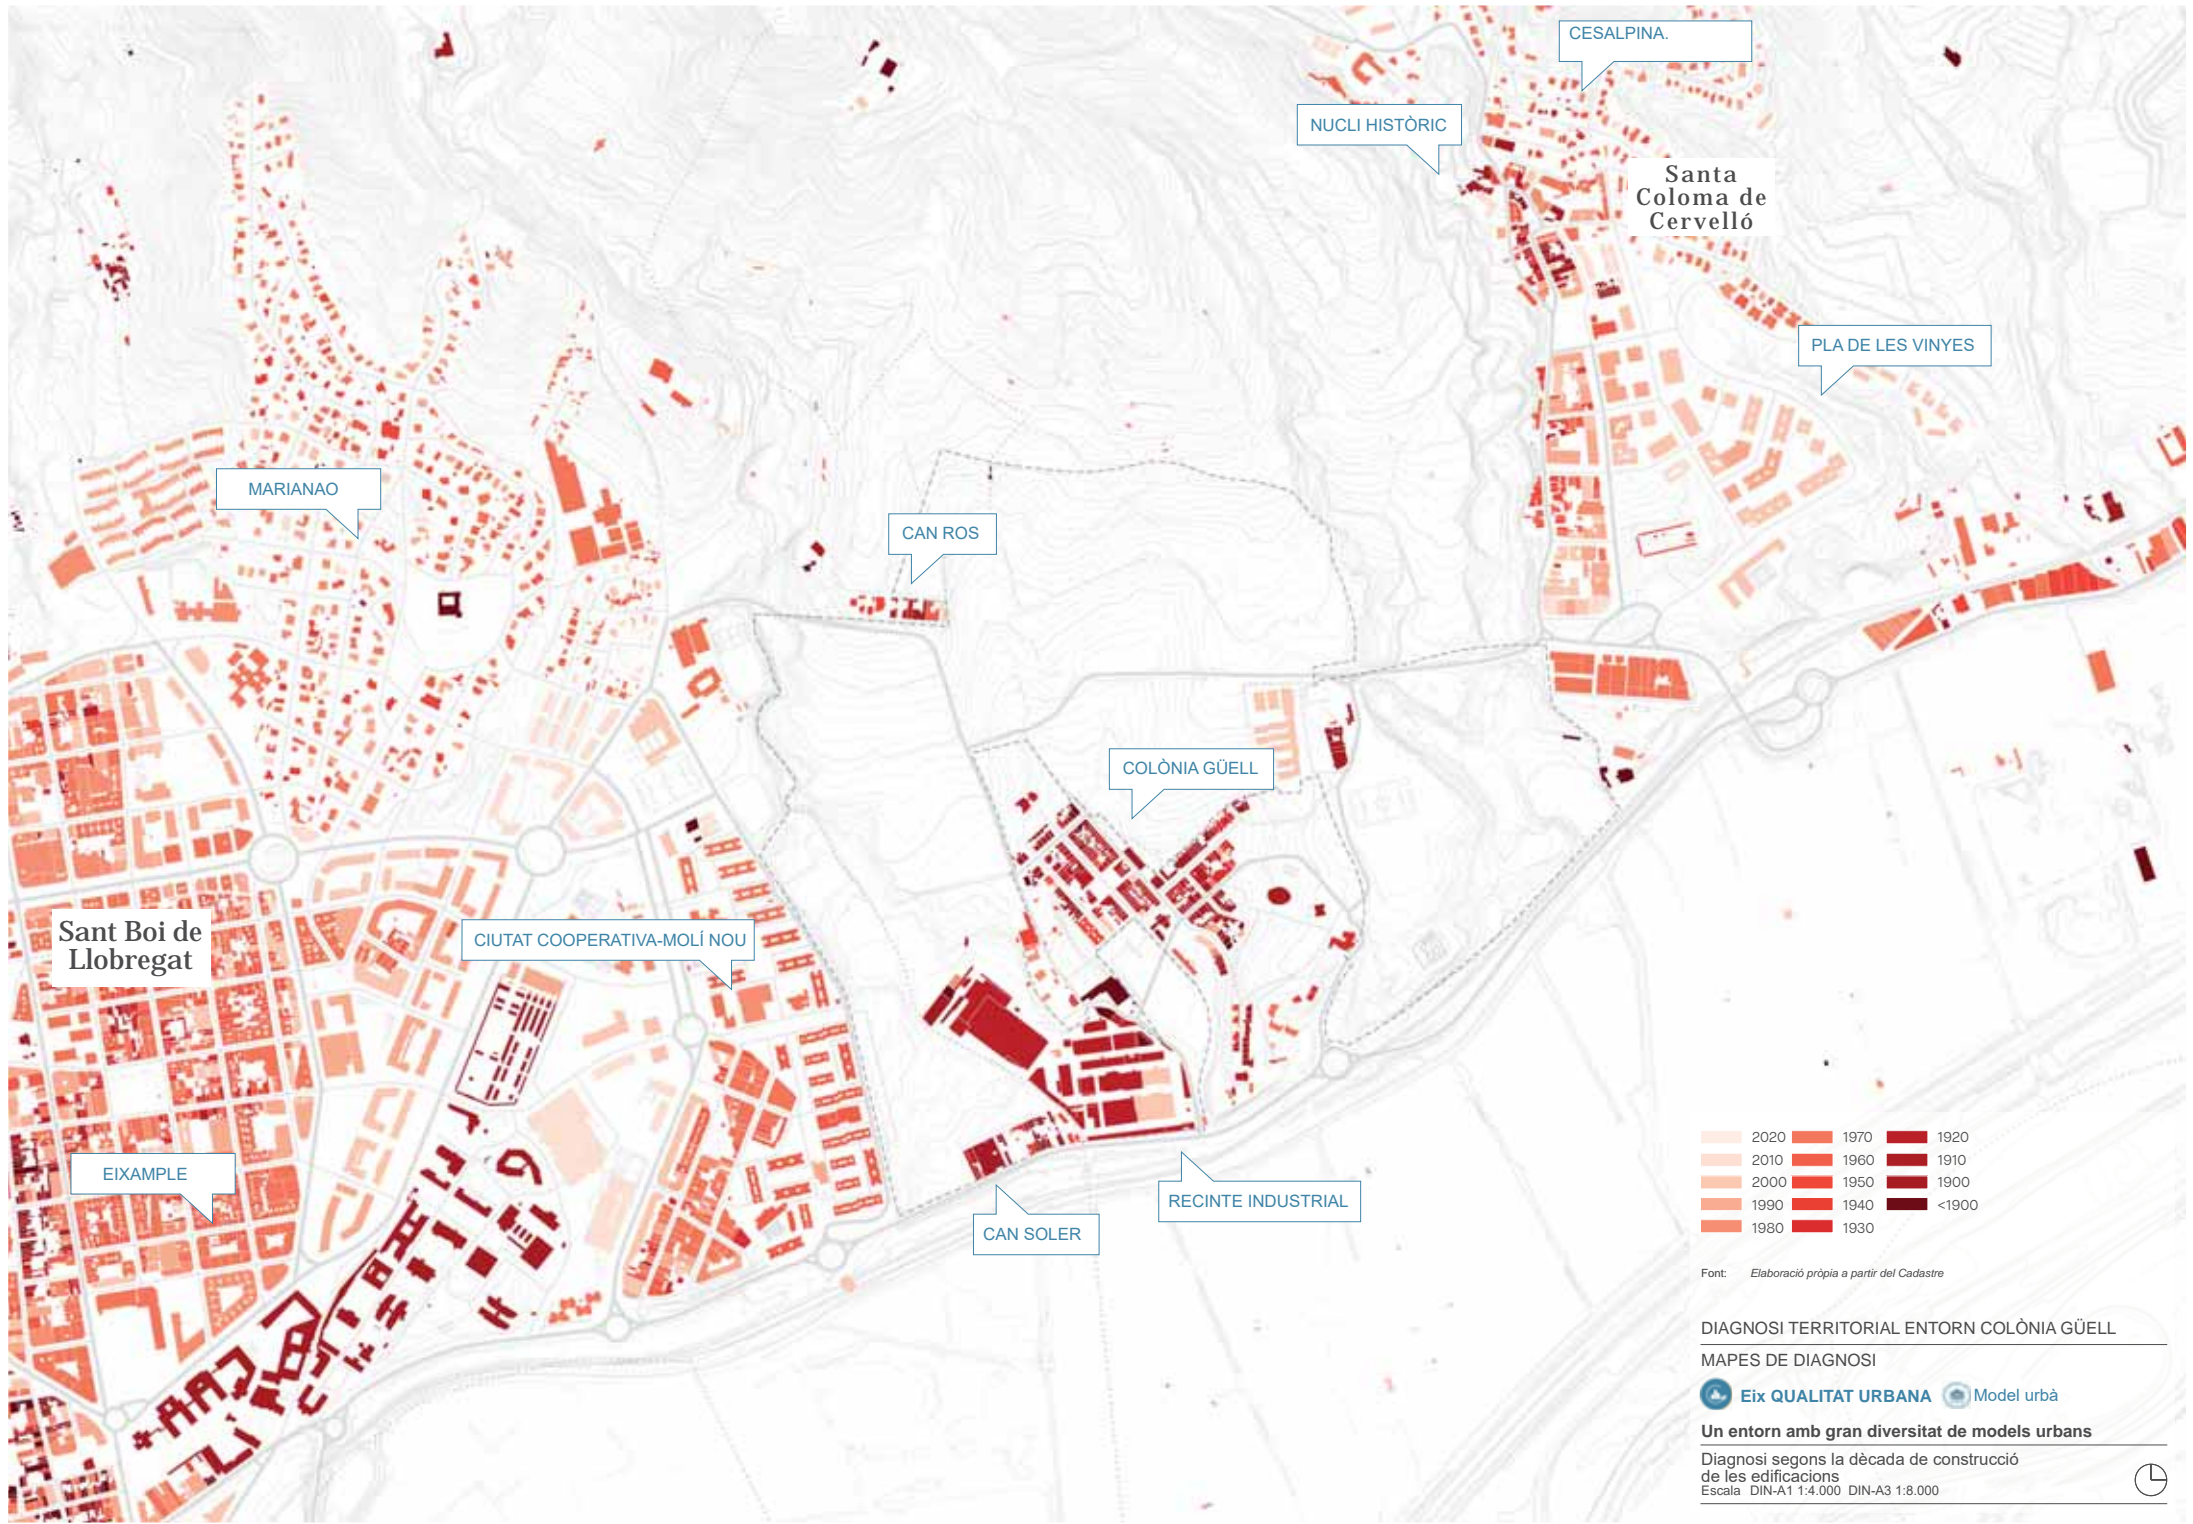 CESALPINA.
NUCLI HISTÒRIC
Santa
Coloma de
Cervelló
PLA DE LES VINYES
MARIANAO
CAN ROS
COLÒNIA GÜELL
Sant Boi de
Llobregat
CIUTAT COOPERATIVA-MOLÍ NOU
EIXAMPLE
CAN SOLER
RECINTE INDUSTRIAL
2020 1970 1920
2010 1960 1910
2000 1950 1900
1990 1940 <1900
1980 1930
Font: Elaboració pròpia a partir del Cadastre
DIAGNOSI TERRITORIAL ENTORN COLÒNIA GÜELL
MAPES DE DIAGNOSI
Eix QUALITAT URBANA Model urbà
Un entorn amb gran diversitat de models urbans
Diagnosi segons la dècada de construcció
de les edificacions
Escala DIN-A1 1:4.000 DIN-A3 1:8.000